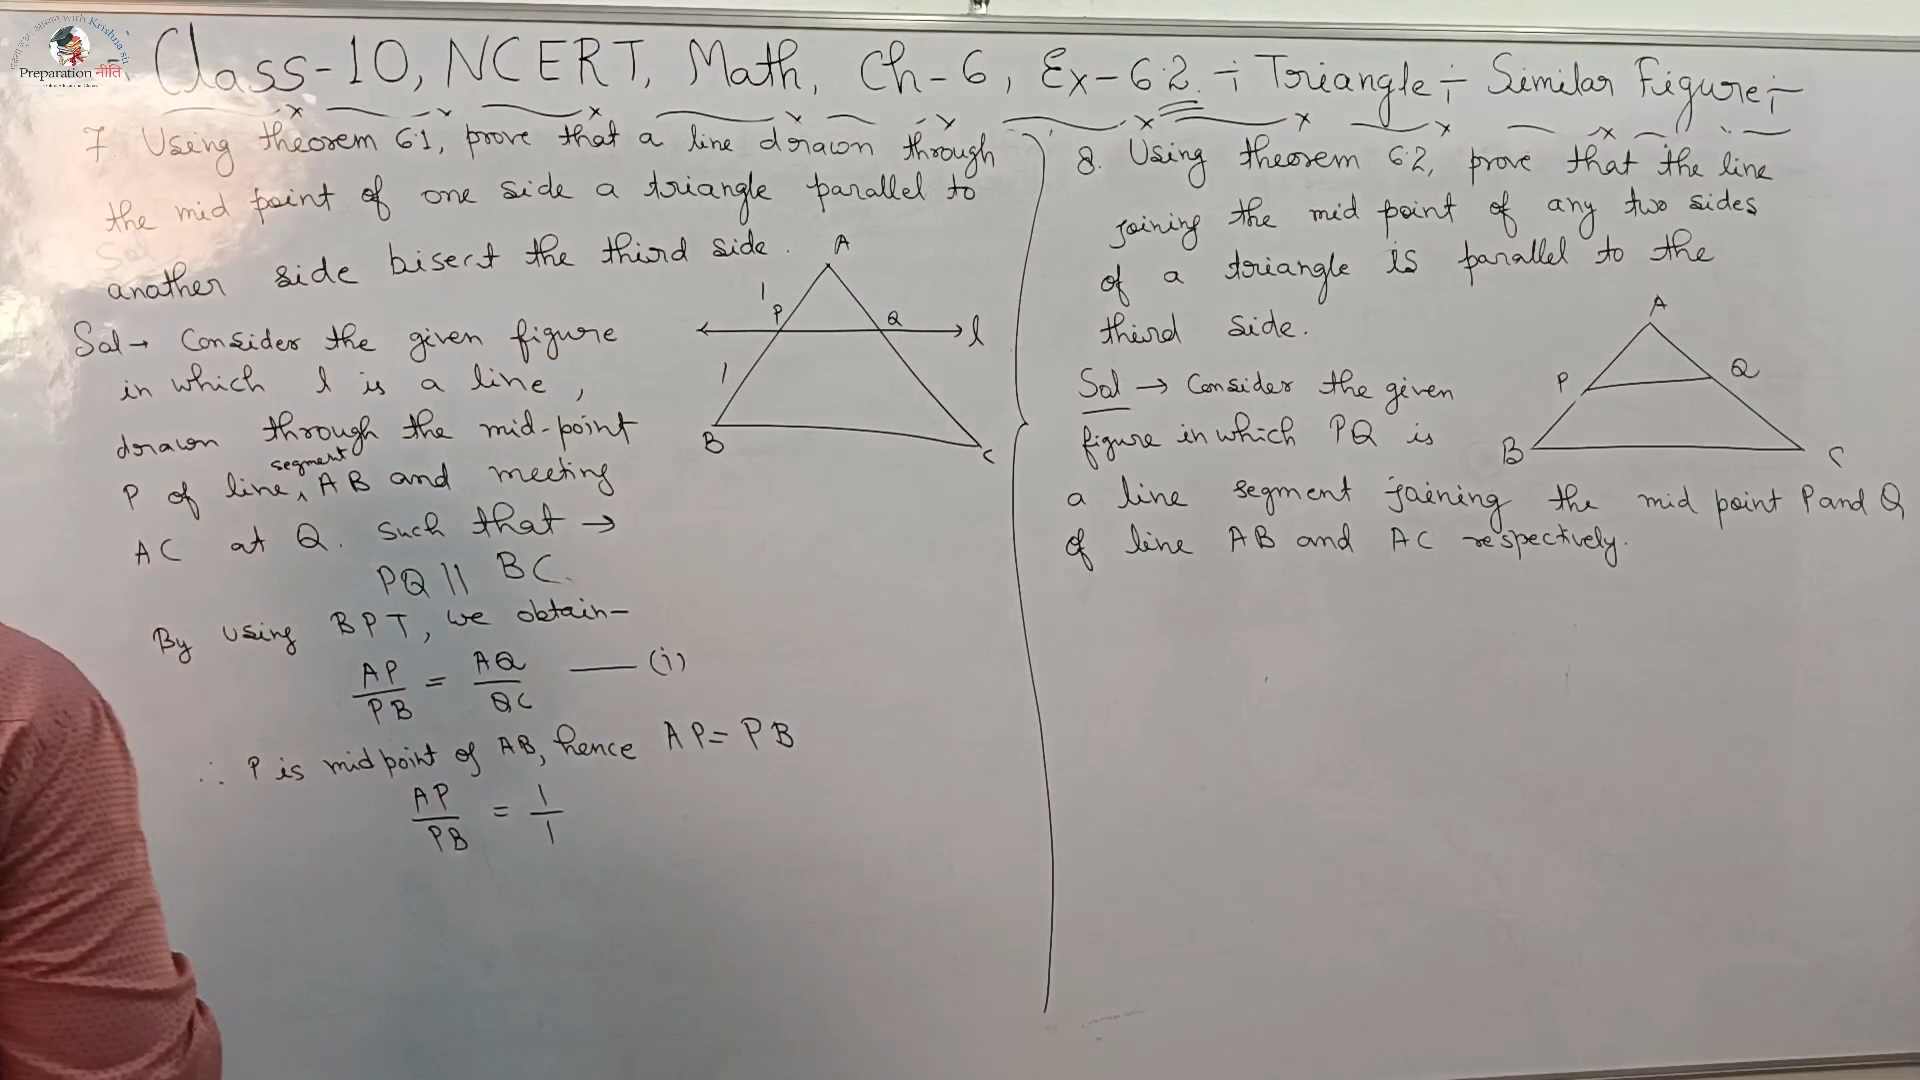 Preparation नीति
Class-10, NCERT, Math, Ch-6, Ex-6.2 ÷ Triangle ÷ Similar Figure ÷
7. Using theorem 6.1, prove that a line drawn through
the mid point of one side a triangle parallel to
another side bisect the third side.
Sol → Consider the given figure
in which l is a line,
drawn through the mid-point
segment
P of line ^ AB and meeting
AC at Q. Such that →
PQ || BC.
By using BPT, we obtain-
AP/PB = AQ/QC —— (i)
∴ P is midpoint of AB, hence AP = PB
AP/PB = 1/1
A
1
P Q l
1
B C
8. Using theorem 6.2, prove that the line
joining the mid point of any two sides
of a triangle is parallel to the
third side.
Sol → Consider the given
figure in which PQ is
a line segment joining the mid point P and Q
of line AB and AC respectively.
A
P Q
B C